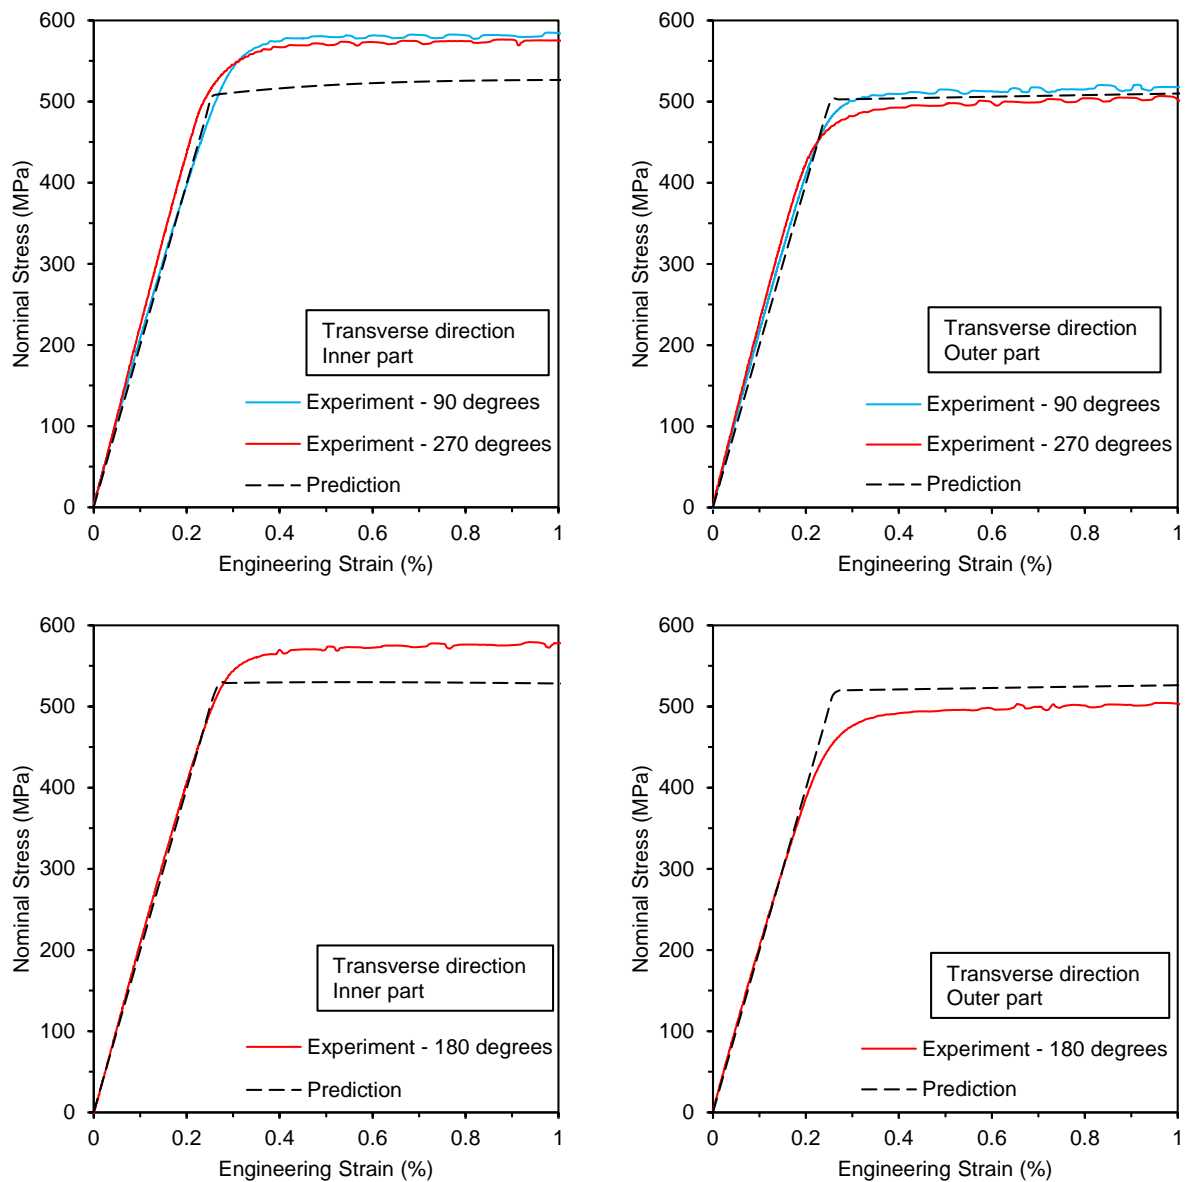 600
500
400
300
200
100
0
Nominal Stress (MPa)
Transverse direction
Inner part
Experiment - 90 degrees
Experiment - 270 degrees
Prediction
0 0.2 0.4 0.6 0.8 1
Engineering Strain (%)
600
500
400
300
200
100
0
Nominal Stress (MPa)
Transverse direction
Outer part
Experiment - 90 degrees
Experiment - 270 degrees
Prediction
0 0.2 0.4 0.6 0.8 1
Engineering Strain (%)
600
500
400
300
200
100
0
Nominal Stress (MPa)
Transverse direction
Inner part
Experiment - 180 degrees
Prediction
0 0.2 0.4 0.6 0.8 1
Engineering Strain (%)
600
500
400
300
200
100
0
Nominal Stress (MPa)
Transverse direction
Outer part
Experiment - 180 degrees
Prediction
0 0.2 0.4 0.6 0.8 1
Engineering Strain (%)